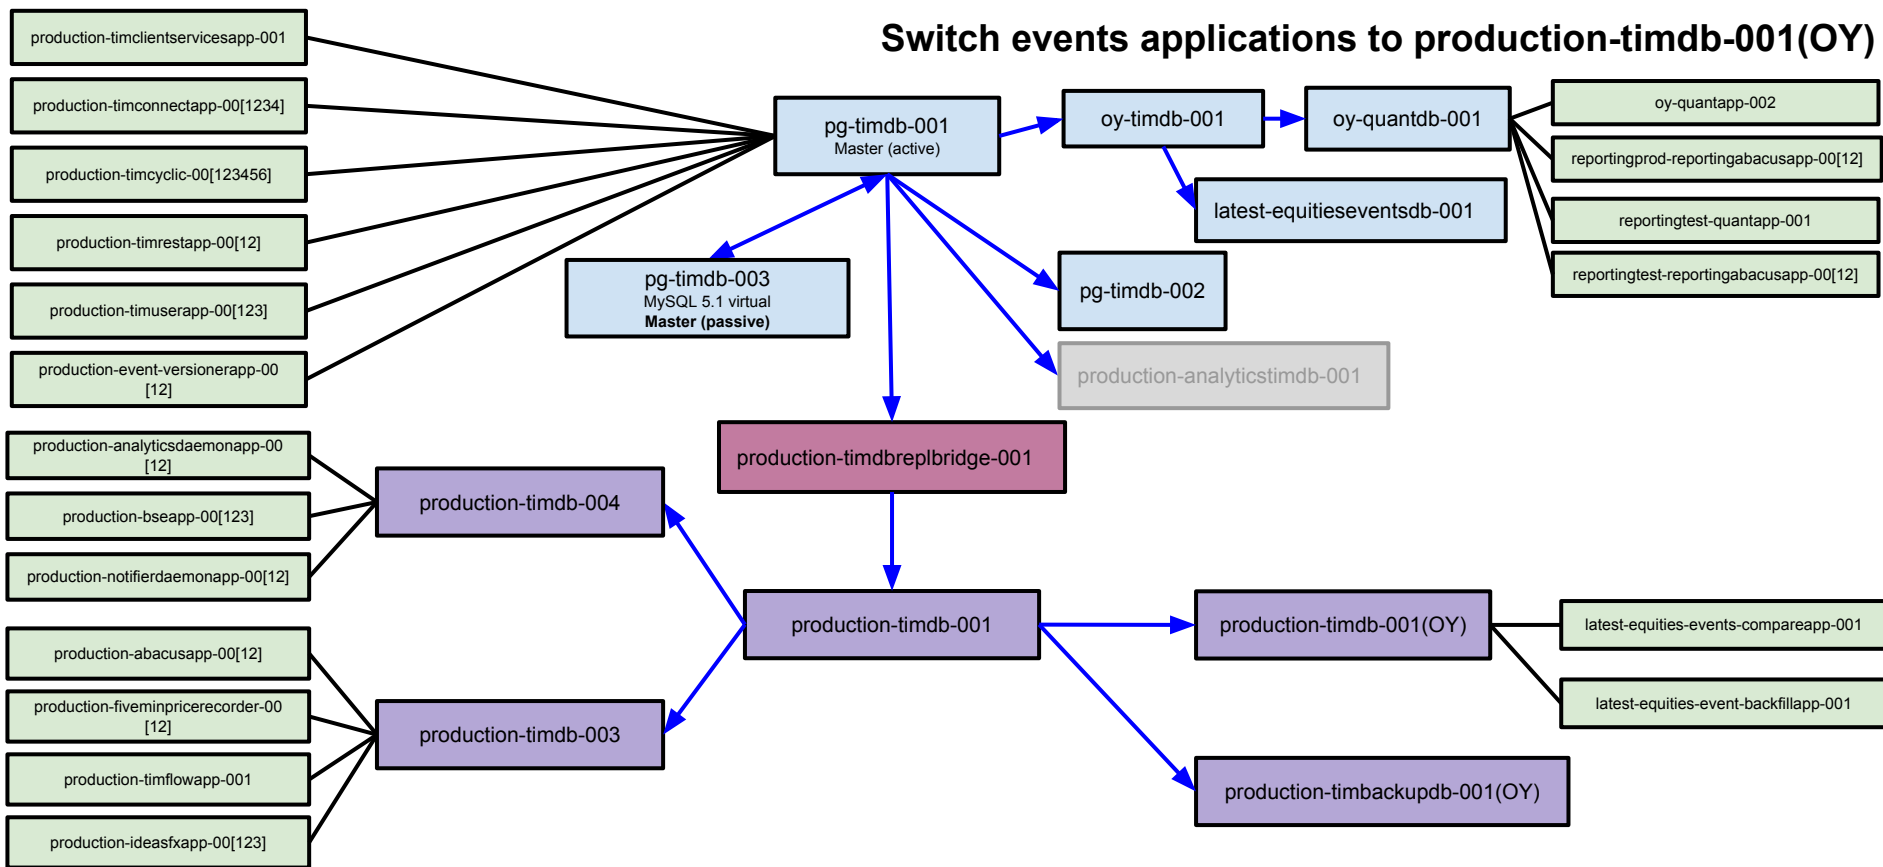 Switch events applications to production-timdb-001(OY)
production-timclientservicesapp-001
production-timconnectapp-00[1234]
production-timcyclic-00[123456]
production-timrestapp-00[12]
production-timuserapp-00[123]
production-event-versionerapp-00
[12]
pg-timdb-001
Master (active)
oy-timdb-001
oy-quantdb-001
oy-quantapp-002
reportingprod-reportingabacusapp-00[12]
reportingtest-quantapp-001
reportingtest-reportingabacusapp-00[12]
latest-equitieseventsdb-001
pg-timdb-003
MySQL 5.1 virtual
Master (passive)
pg-timdb-002
production-analyticstimdb-001
production-timdbreplbridge-001
production-analyticsdaemonapp-00
[12]
production-bseapp-00[123]
production-notifierdaemonapp-00[12]
production-timdb-004
production-abacusapp-00[12]
production-fiveminpricerecorder-00
[12]
production-timflowapp-001
production-ideasfxapp-00[123]
production-timdb-003
production-timdb-001
production-timdb-001(OY)
latest-equities-events-compareapp-001
latest-equities-event-backfillapp-001
production-timbackupdb-001(OY)